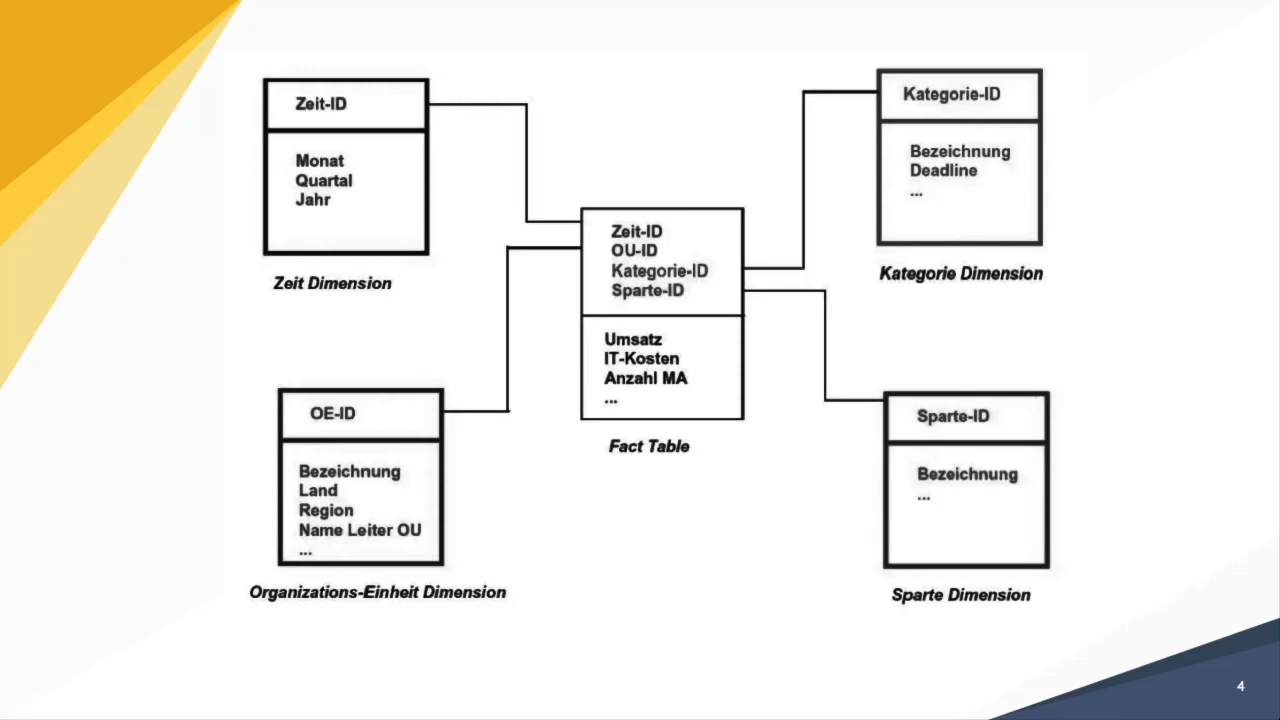 Zeit-ID
Monat
Quartal
Jahr
Zeit Dimension
Kategorie-ID
Bezeichnung
Deadline
...
Kategorie Dimension
Zeit-ID
OU-ID
Kategorie-ID
Sparte-ID
Umsatz
IT-Kosten
Anzahl MA
...
Fact Table
OE-ID
Bezeichnung
Land
Region
Name Leiter OU
...
Organizations-Einheit Dimension
Sparte-ID
Bezeichnung
...
Sparte Dimension
4